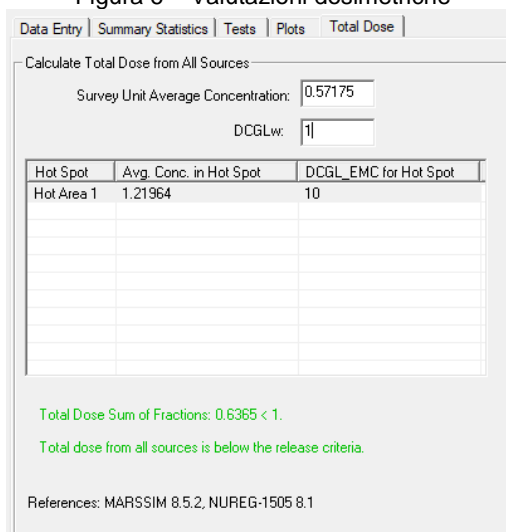 Figura 6 – Valutazioni dosimetriche
Data Entry Summary Statistics Tests Plots Total Dose
Calculate Total Dose from All Sources
Survey Unit Average Concentration: 0.57175
DCGLw: 1
Hot Spot Avg. Conc. in Hot Spot DCGL_EMC for Hot Spot
Hot Area 1 1.21964 10
Total Dose Sum of Fractions: 0.6365 < 1.
Total dose from all sources is below the release criteria.
References: MARSSIM 8.5.2, NUREG-1505 8.1